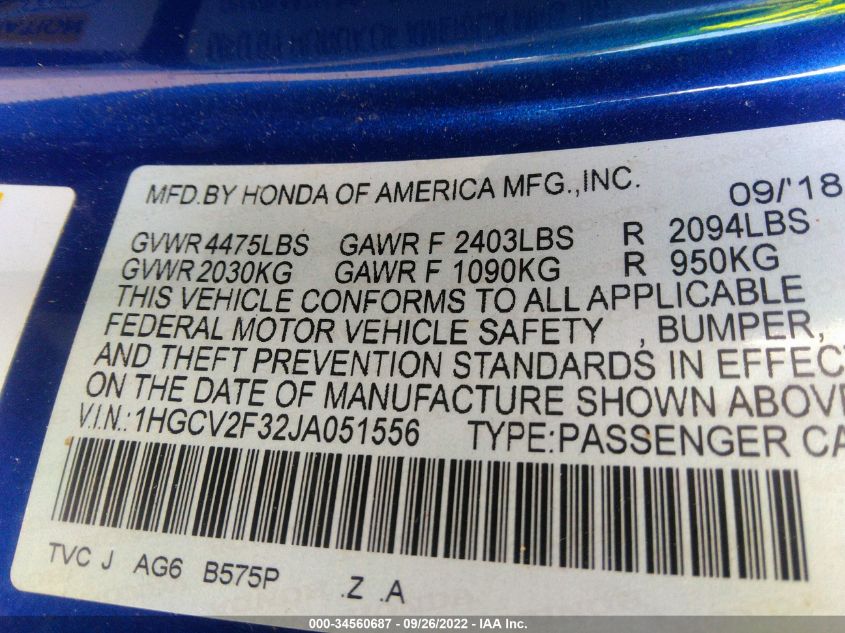 MFD.BY HONDA OF AMERICA MFG.,INC. 09/'18
GVWR 4475LBS GAWR F 2403LBS R 2094LBS
GVWR 2030KG GAWR F 1090KG R 950KG
THIS VEHICLE CONFORMS TO ALL APPLICABLE
FEDERAL MOTOR VEHICLE SAFETY , BUMPER,
AND THEFT PREVENTION STANDARDS IN EFFEC
ON THE DATE OF MANUFACTURE SHOWN ABOVE
V.I.N.: 1HGCV2F32JA051556 TYPE:PASSENGER CA
TVC J AG6 B575P .Z .A
000-34560687 - 09/26/2022 - IAA Inc.